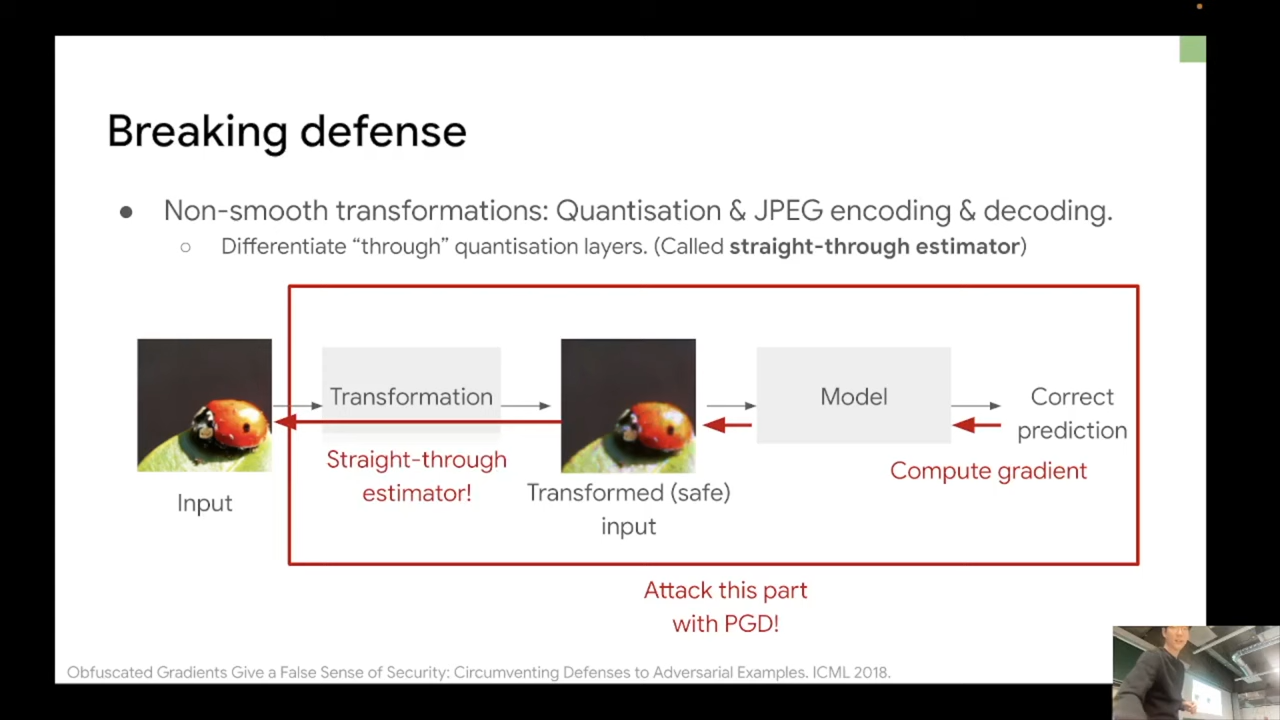 Breaking defense
● Non-smooth transformations: Quantisation & JPEG encoding & decoding.
○ Differentiate “through” quantisation layers. (Called straight-through estimator)
Transformation
Model
Correct
prediction
Straight-through
estimator!
Compute gradient
Input
Transformed (safe)
input
Attack this part
with PGD!
Obfuscated Gradients Give a False Sense of Security: Circumventing Defenses to Adversarial Examples. ICML 2018.